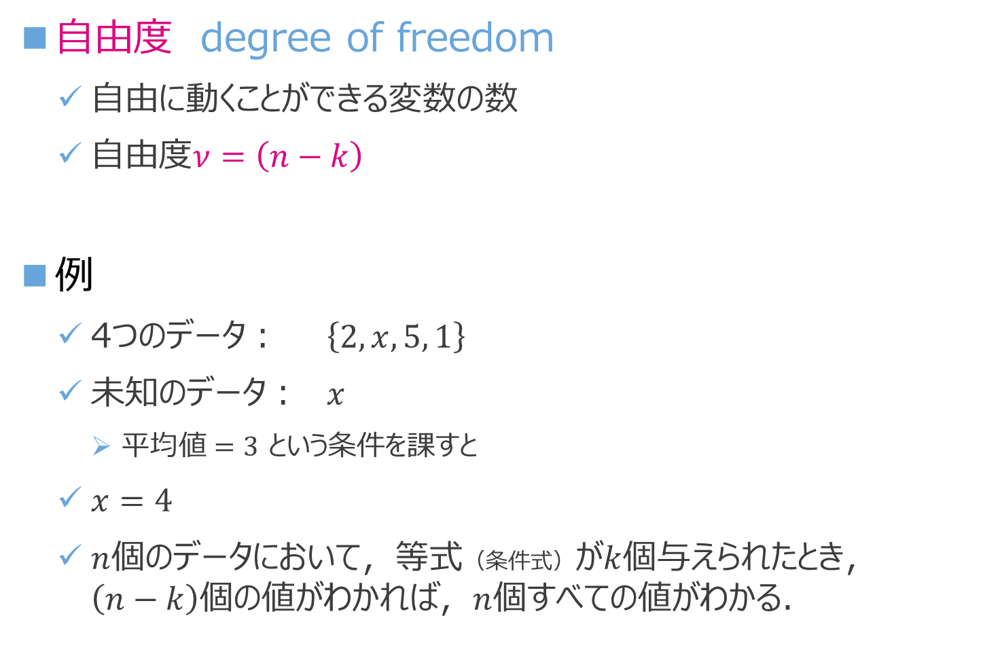 自由度 degree of freedom
自由に動くことができる変数の数
自由度ν = (n − k)
例
4つのデータ： {2, x, 5, 1}
未知のデータ： x
平均値 = 3 という条件を課すと
x = 4
n個のデータにおいて，等式（条件式）がk個与えられたとき，
(n − k)個の値がわかれば，n個すべての値がわかる．